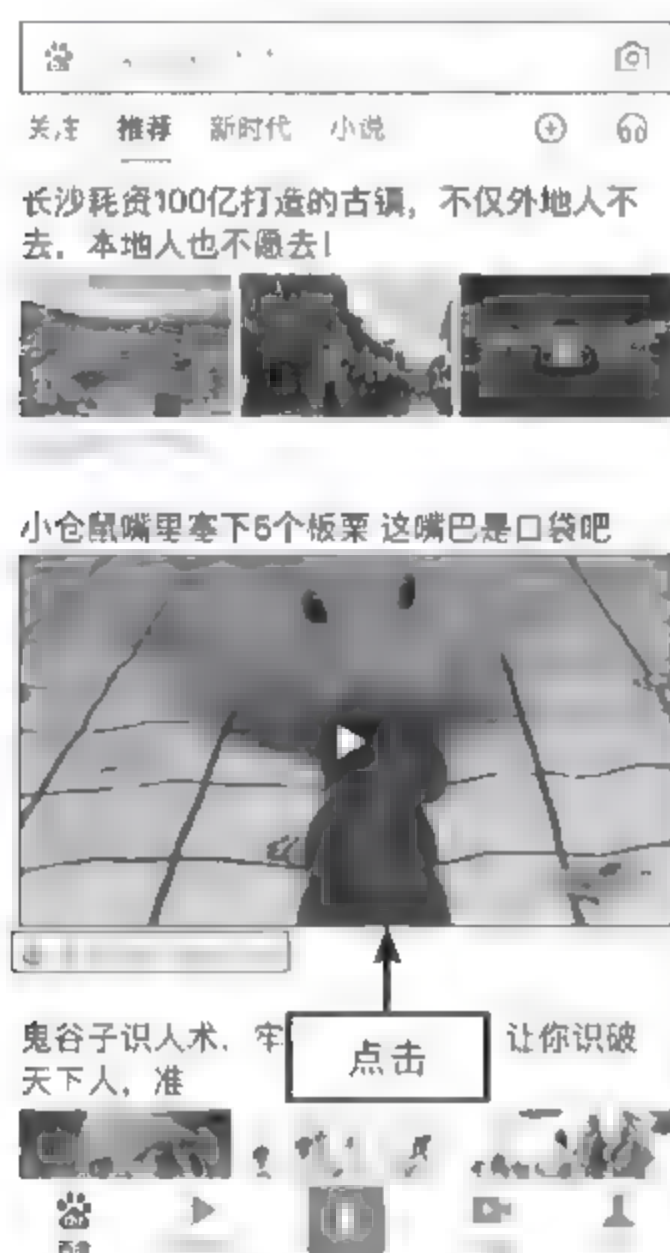 关注 推荐 新时代 小说
长沙耗资100亿打造的古镇，不仅外地人不
去，本地人也不愿去！
小仓鼠嘴里塞下5个板栗 这嘴巴是口袋吧
鬼谷子识人术，牢
让你识破
天下人，准
点击